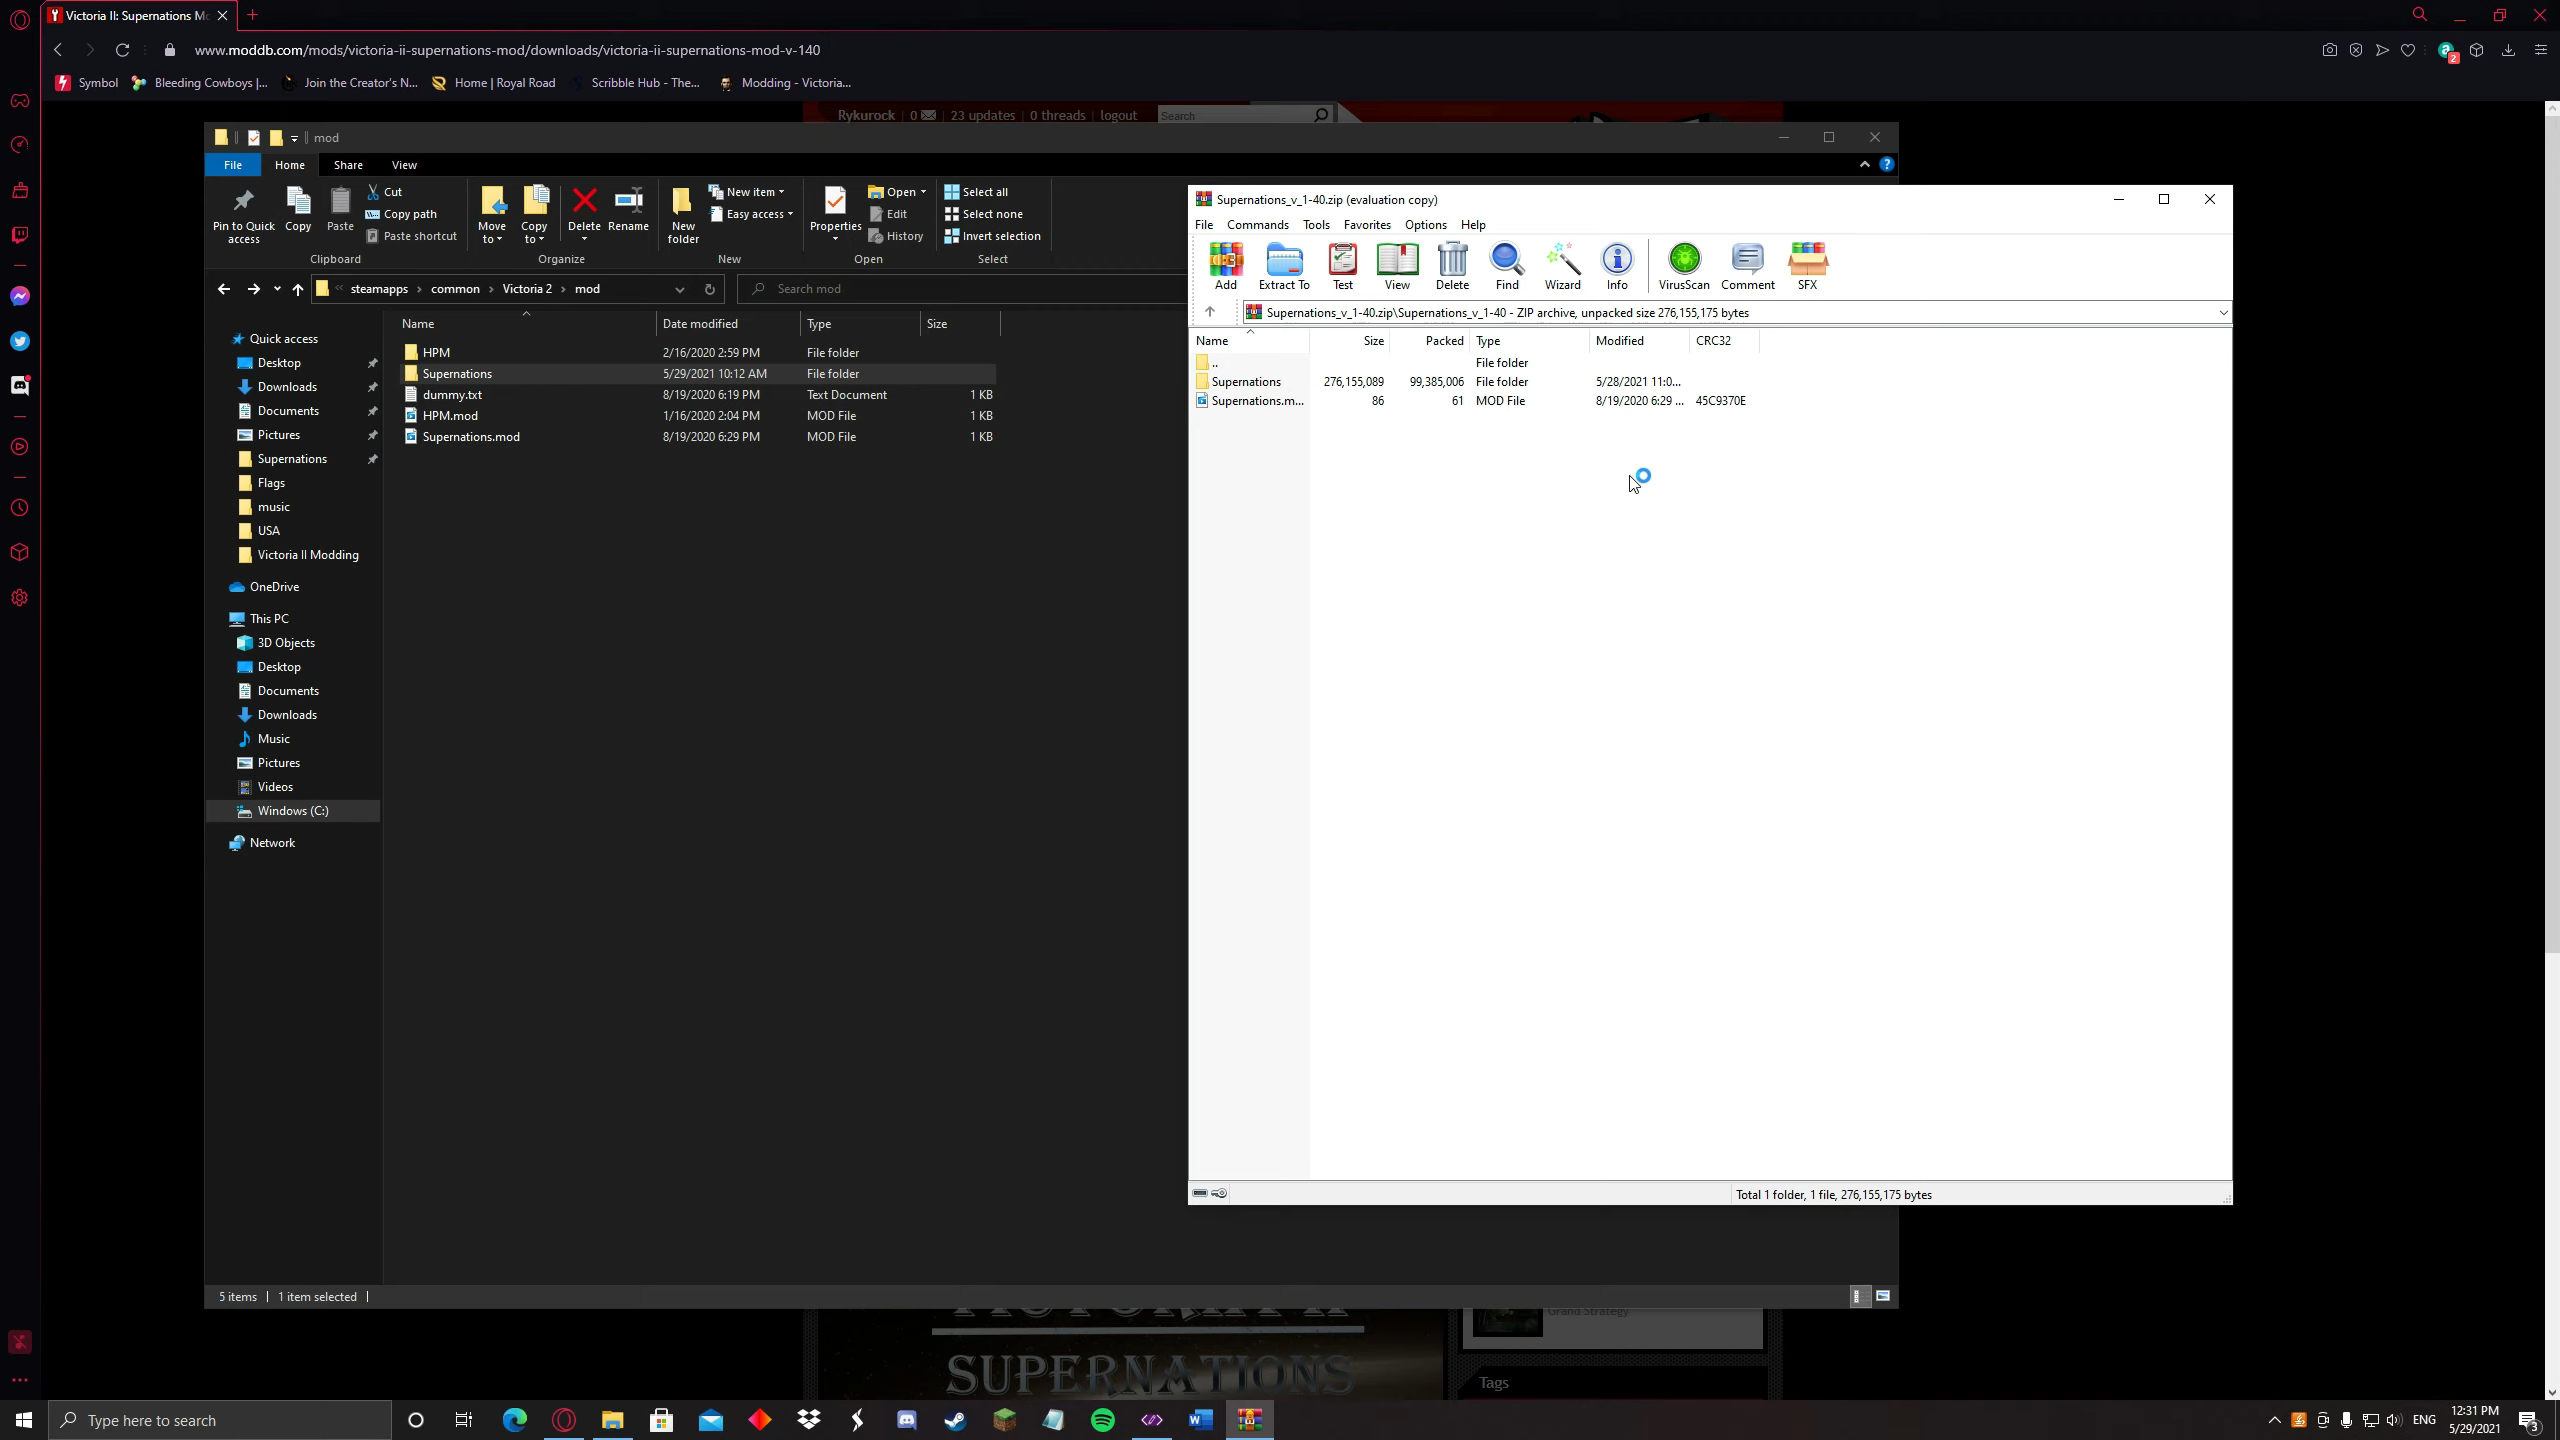 Victoria II: Supernations Mo
www.moddb.com/mods/victoria-ii-supernations-mod/downloads/victoria-ii-supernations-mod-v-140
2
Symbol
Bleeding Cowboys |...
Join the Creator's N...
Home | Royal Road
Scribble Hub - The...
Modding - Victoria...
Rykurock | 0 | 23 updates | 0 threads | logout
Search
mod
File Home Share View
Pin to Quick access
Copy
Paste
Cut
Copy path
Paste shortcut
Clipboard
Move to
Copy to
Delete
Rename
Organize
New folder
New item
Easy access
New
Properties
Open
Edit
History
Open
Select all
Select none
Invert selection
Select
steamapps › common › Victoria 2 › mod
Search mod
Name Date modified Type Size
HPM 2/16/2020 2:59 PM File folder
Supernations 5/29/2021 10:12 AM File folder
dummy.txt 8/19/2020 6:19 PM Text Document 1 KB
HPM.mod 1/16/2020 2:04 PM MOD File 1 KB
Supernations.mod 8/19/2020 6:29 PM MOD File 1 KB
Quick access
Desktop
Downloads
Documents
Pictures
Supernations
Flags
music
USA
Victoria II Modding
OneDrive
This PC
3D Objects
Desktop
Documents
Downloads
Music
Pictures
Videos
Windows (C:)
Network
5 items | 1 item selected |
Supernations_v_1-40.zip (evaluation copy)
File Commands Tools Favorites Options Help
Add
Extract To
Test
View
Delete
Find
Wizard
Info
VirusScan
Comment
SFX
Supernations_v_1-40.zip\Supernations_v_1-40 - ZIP archive, unpacked size 276,155,175 bytes
Name Size Packed Type Modified CRC32
.. File folder
Supernations 276,155,089 99,385,006 File folder 5/28/2021 11:0...
Supernations.m... 86 61 MOD File 8/19/2020 6:29 ... 45C9370E
Total 1 folder, 1 file, 276,155,175 bytes
Grand Strategy
SUPERNATIONS
Tags
Type here to search
ENG
12:31 PM
5/29/2021
3